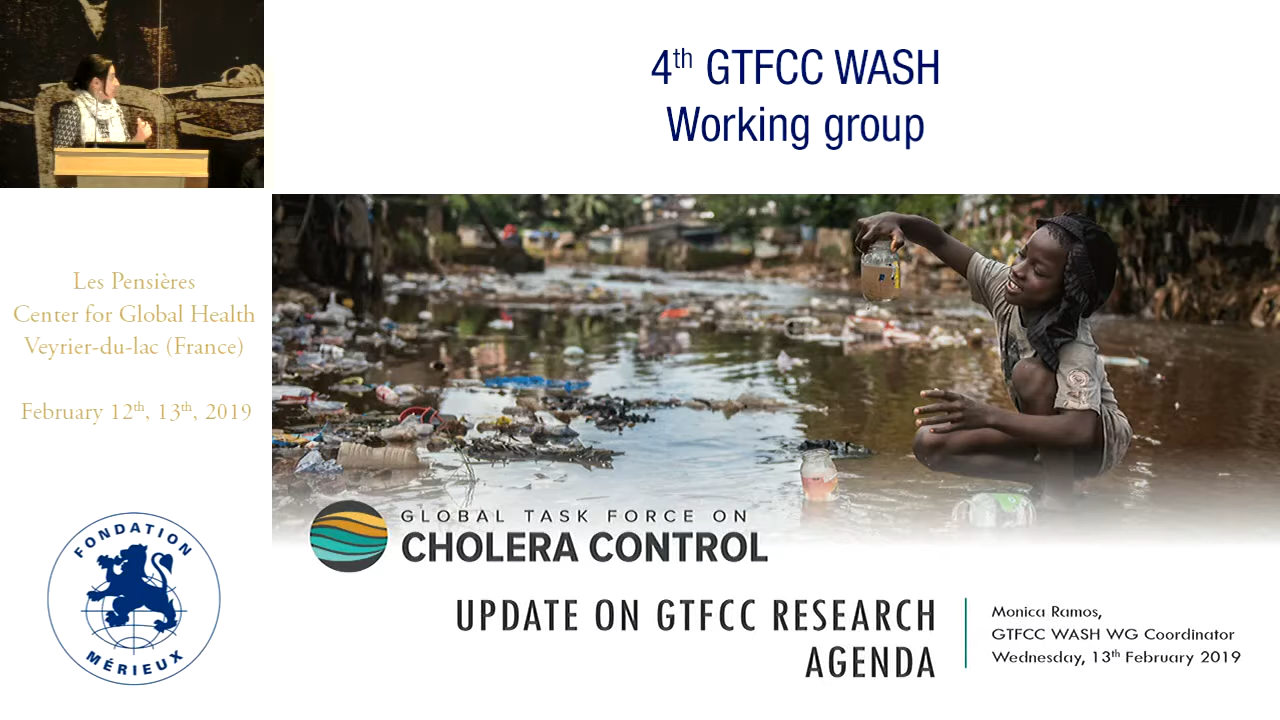 4th GTFCC WASH
Working group
Les Pensières
Center for Global Health
Veyrier-du-lac (France)
February 12th, 13th, 2019
FONDATION
MÉRIEUX
GLOBAL TASK FORCE ON
CHOLERA CONTROL
UPDATE ON GTFCC RESEARCH
AGENDA
Monica Ramos,
GTFCC WASH WG Coordinator
Wednesday, 13th February 2019